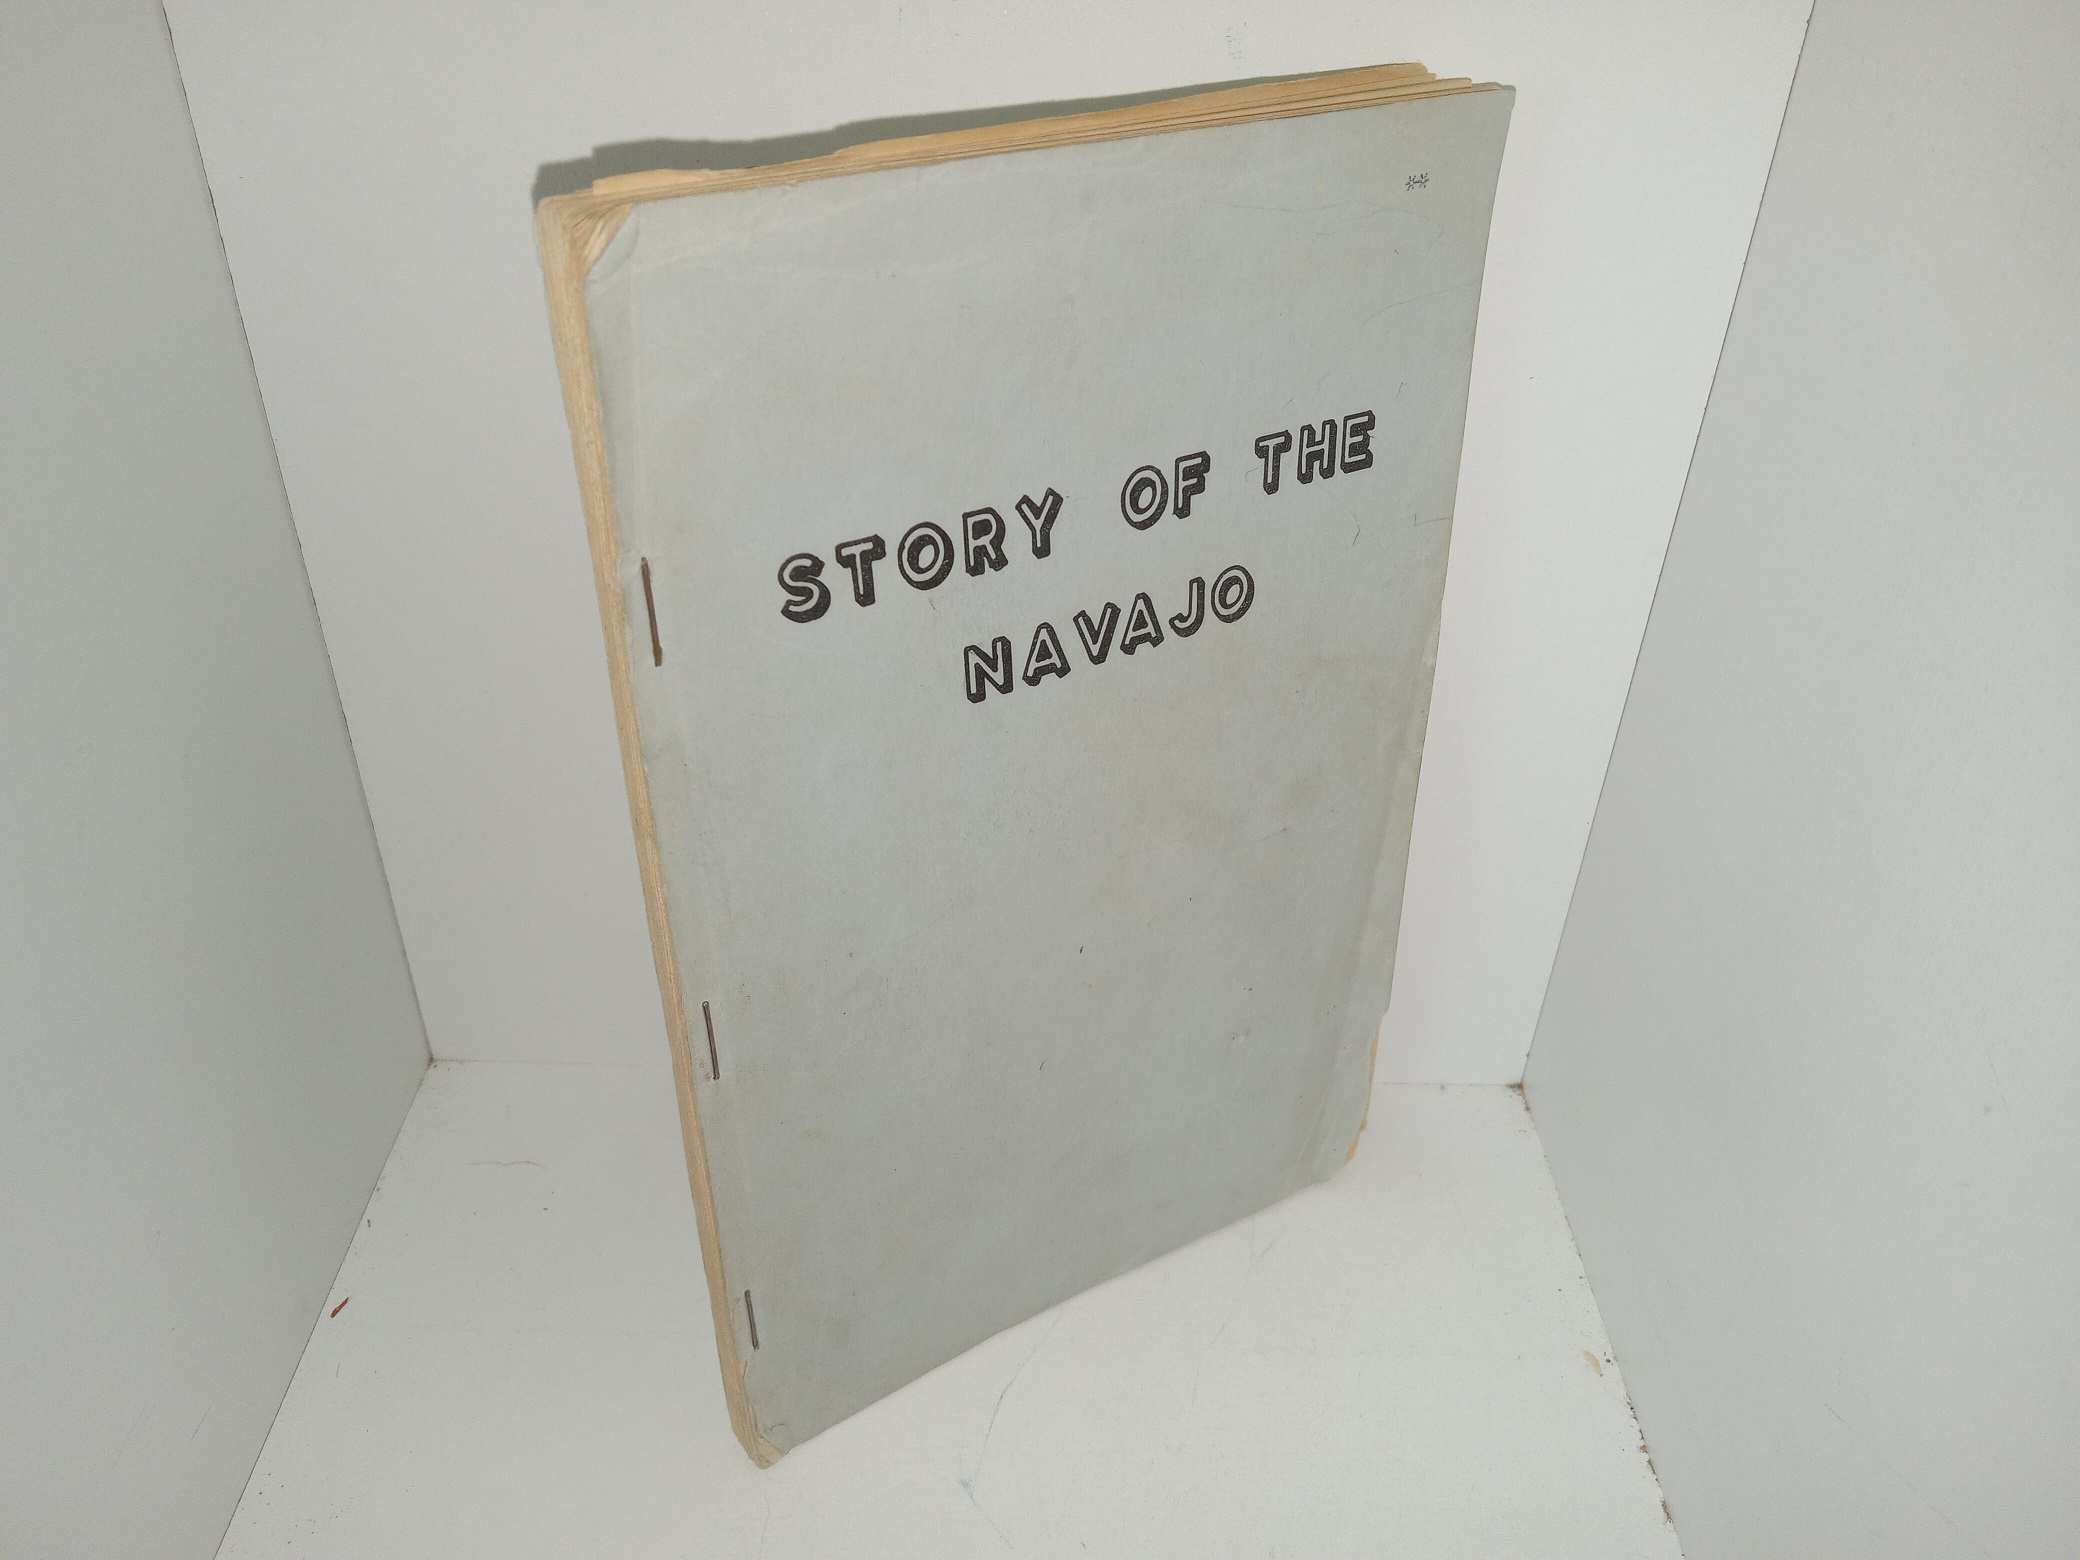 **
STORY OF THE
NAVAJO